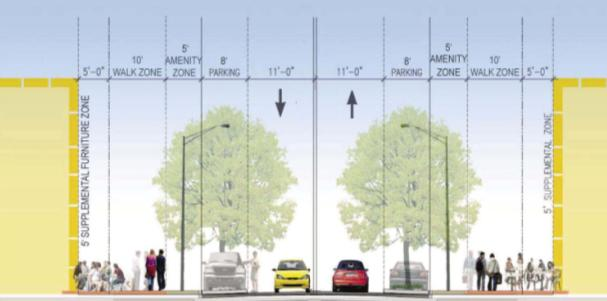 5'-0"
10'
WALK ZONE
5'
AMENITY
ZONE
8'
PARKING
11'-0"
11'-0"
8'
PARKING
5'
AMENITY
ZONE
10'
WALK ZONE
5'-0"
5' SUPPLEMENTAL FURNITURE ZONE
5' SUPPLEMENTAL ZONE